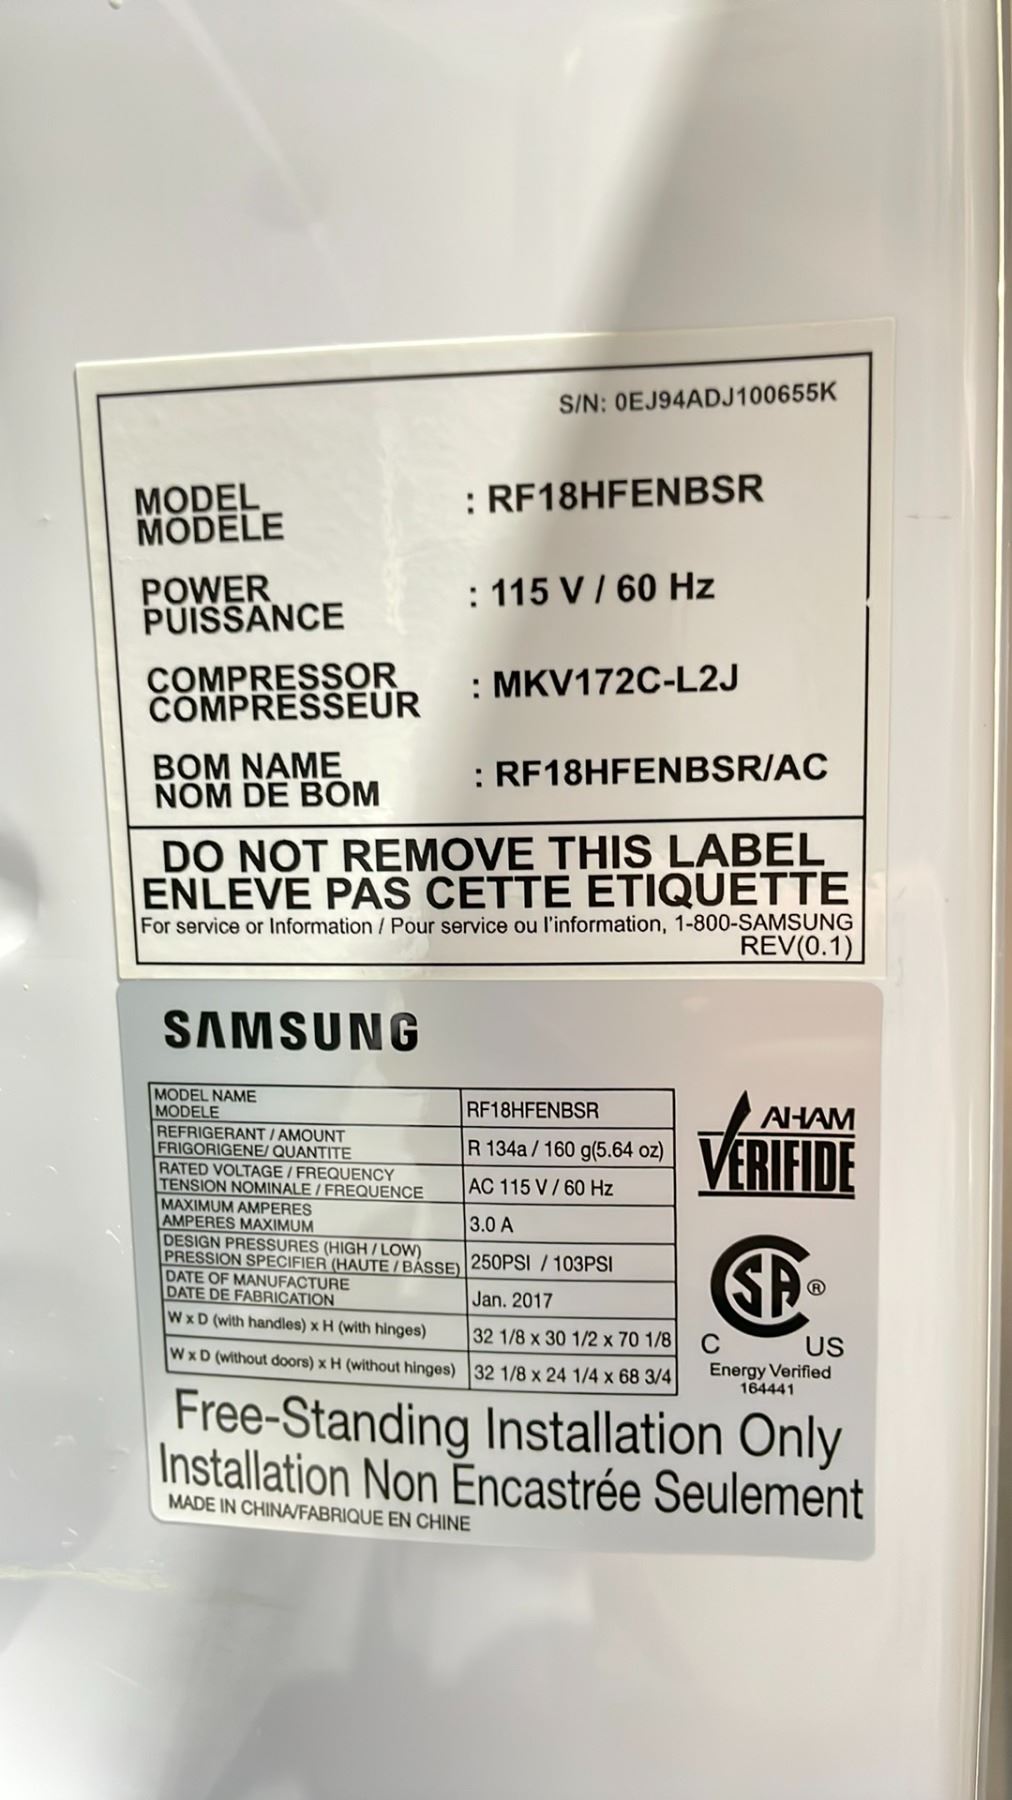 S/N: 0EJ94ADJ100655K
MODEL : RF18HFENBSR
MODÈLE
POWER : 115 V / 60 Hz
PUISSANCE
COMPRESSOR : MKV172C-L2J
COMPRESSEUR
BOM NAME : RF18HFENBSR/AC
NOM DE BOM
DO NOT REMOVE THIS LABEL
ENLEVE PAS CETTE ETIQUETTE
For service or Information / Pour service ou l'information, 1-800-SAMSUNG
REV(0.1)
SAMSUNG
MODEL NAME
MODELE
RF18HFENBSR
REFRIGERANT / AMOUNT
FRIGORIGENE/ QUANTITE
R 134a / 160 g(5.64 oz)
RATED VOLTAGE / FREQUENCY
TENSION NOMINALE / FREQUENCE
AC 115 V / 60 Hz
MAXIMUM AMPERES
AMPERES MAXIMUM
3.0 A
DESIGN PRESSURES (HIGH / LOW)
PRESSION SPECIFIER (HAUTE / BASSE)
250PSI / 103PSI
DATE OF MANUFACTURE
DATE DE FABRICATION
Jan. 2017
W x D (with handles) x H (with hinges)
32 1/8 x 30 1/2 x 70 1/8
W x D (without doors) x H (without hinges)
32 1/8 x 24 1/4 x 68 3/4
AHAM
VERIFIDE
SA ®
C US
Energy Verified
164441
Free-Standing Installation Only
Installation Non Encastrée Seulement
MADE IN CHINA/FABRIQUE EN CHINE